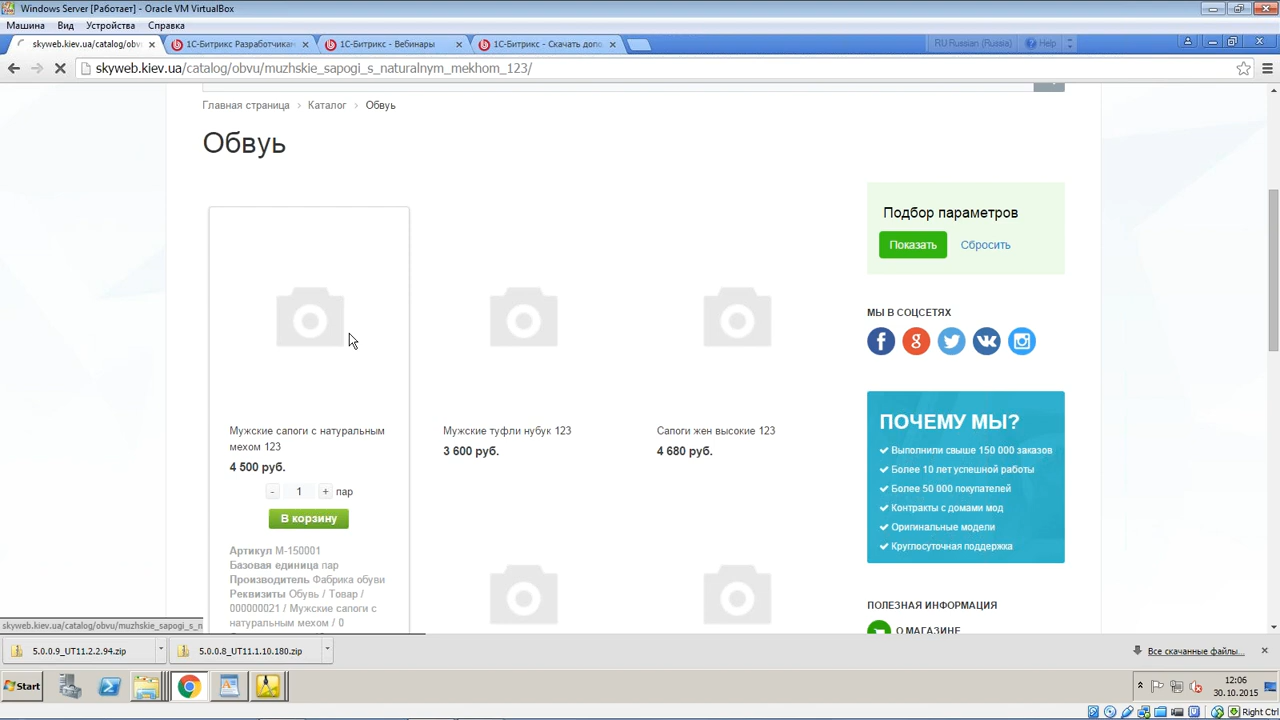 Windows Server [Работает] - Oracle VM VirtualBox
Машина Вид Устройства Справка
skyweb.kiev.ua/catalog/obv
1С-Битрикс Разработчикам
1С-Битрикс - Вебинары
1С-Битрикс - Скачать допо
RU Russian (Russia) Help
skyweb.kiev.ua/catalog/obvu/muzhskie_sapogi_s_naturalnym_mekhom_123/
Главная страница > Каталог > Обвуь
Обвуь
Подбор параметров
Показать Сбросить
МЫ В СОЦСЕТЯХ
Мужские сапоги с натуральным
мехом 123
4 500 руб.
- 1 + пар
В корзину
Артикул М-150001
Базовая единица пар
Производитель Фабрика обуви
Реквизиты Обувь / Товар /
000000021 / Мужские сапоги с
натуральным мехом / 0
Мужские туфли нубук 123
3 600 руб.
Сапоги жен высокие 123
4 680 руб.
ПОЧЕМУ МЫ?
Выполнили свыше 150 000 заказов
Более 10 лет успешной работы
Более 50 000 покупателей
Контракты с домами мод
Оригинальные модели
Круглосуточная поддержка
ПОЛЕЗНАЯ ИНФОРМАЦИЯ
О МАГАЗИНЕ
skyweb.kiev.ua/catalog/obvu/muzhskie_sapogi_s_n
5.0.0.9_UT11.2.2.94.zip
5.0.0.8_UT11.1.10.180.zip
Все скачанные файлы...
Start
12:06
30.10.2015
Right Ctrl